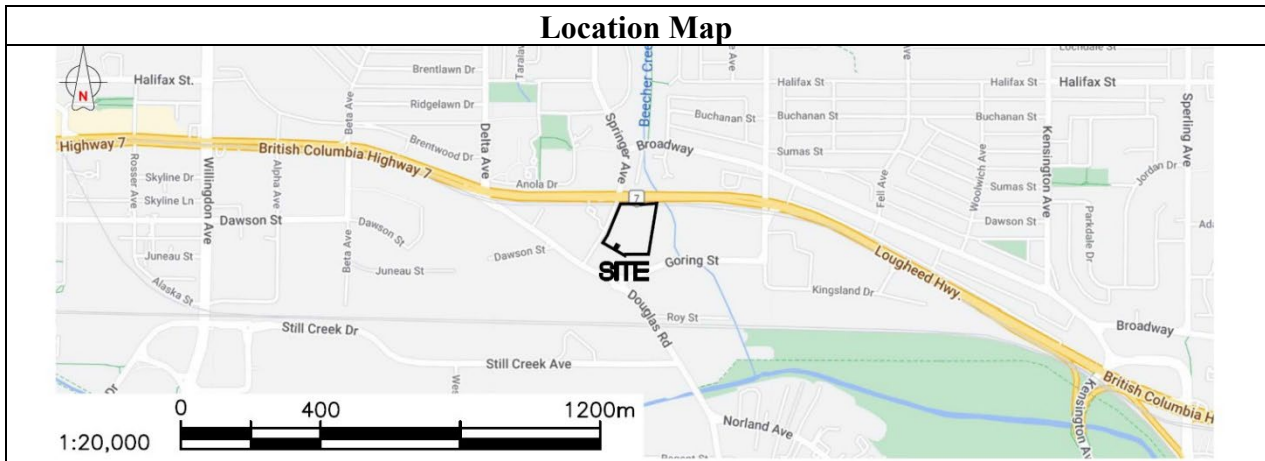 Location Map
N
Halifax St.
Brentlawn Dr
Ridgelawn Dr
Beta Ave
Brentwood Dr
Delta Ave
Springer Ave
Beecher Cree
Broadway
Buchanan St
Halifax St
Buchanan St
Sumas St
Fell Ave
Halifax St
Halifax St
Kensington Ave
Sperling Ave
Jordan Dr
Woolwich Ave
Sumas St
Dawson St
Parkdale Dr
Ada
Highway 7
British Columbia Highway 7
Rosser Ave
Skyline Dr
Skyline Ln
Willingdon Ave
Alpha Ave
Anola Dr
7
Dawson St
Dawson St
Dawson St
Juneau St
Beta Ave
Juneau St
Alaska St
SITE
Goring St
Kingsland Dr
Lougheed Hwy.
Douglas Rd
Roy St
Broadway
Still Creek Dr
Still Creek Ave
Wes
Dr
British Columbia H
Kensington Ave
Norland Ave
0 400 1200m
1:20,000